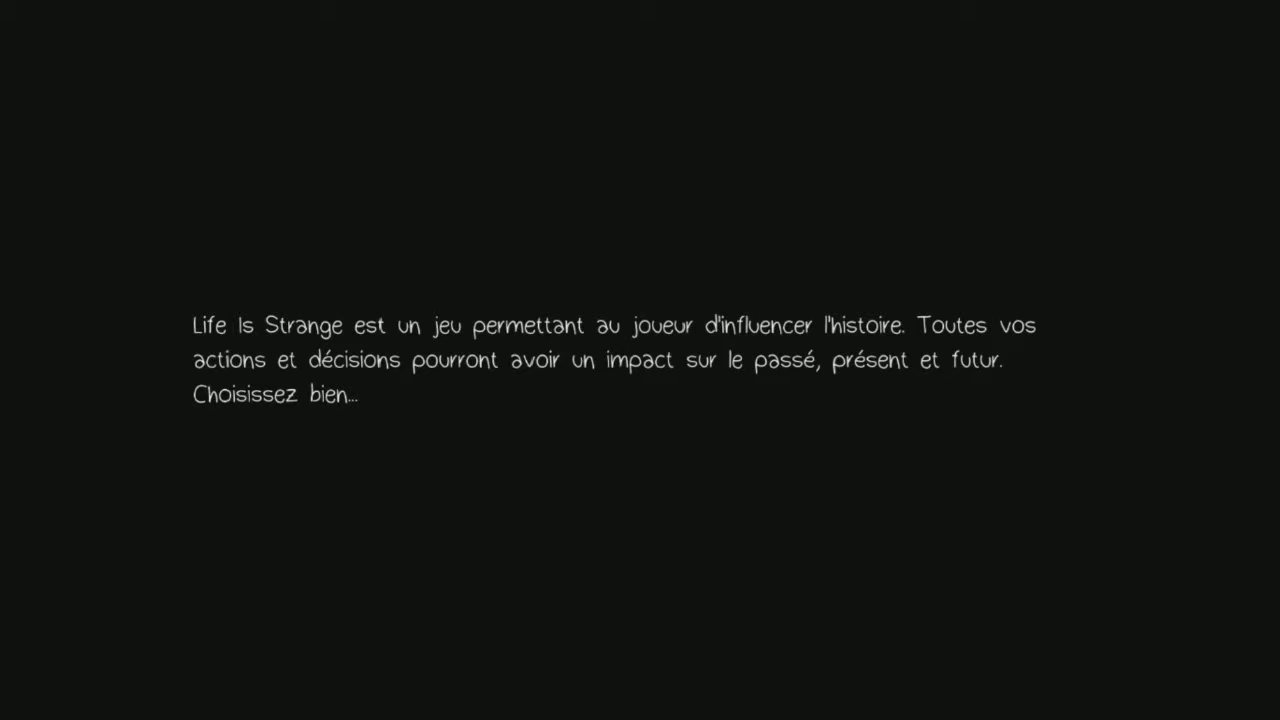 Life Is Strange est un jeu permettant au joueur d'influencer l'histoire. Toutes vos
actions et décisions pourront avoir un impact sur le passé, présent et futur.
Choisissez bien...